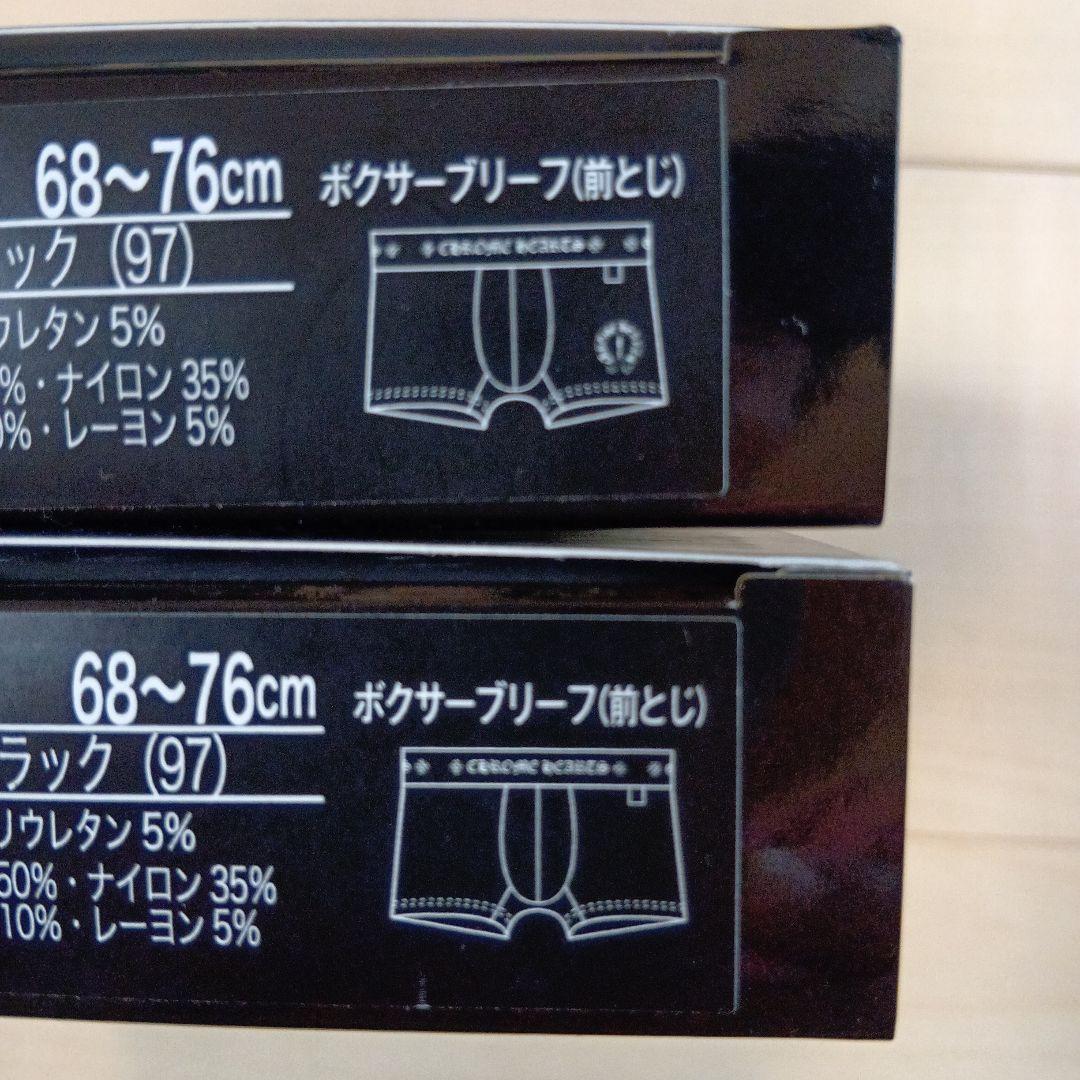 68～76cm
ック (97)
ウレタン 5%
%・ナイロン 35%
0%・レーヨン 5%
ボクサーブリーフ(前とじ)
68～76cm
ラック (97)
リウレタン 5%
50%・ナイロン 35%
10%・レーヨン 5%
ボクサーブリーフ(前とじ)